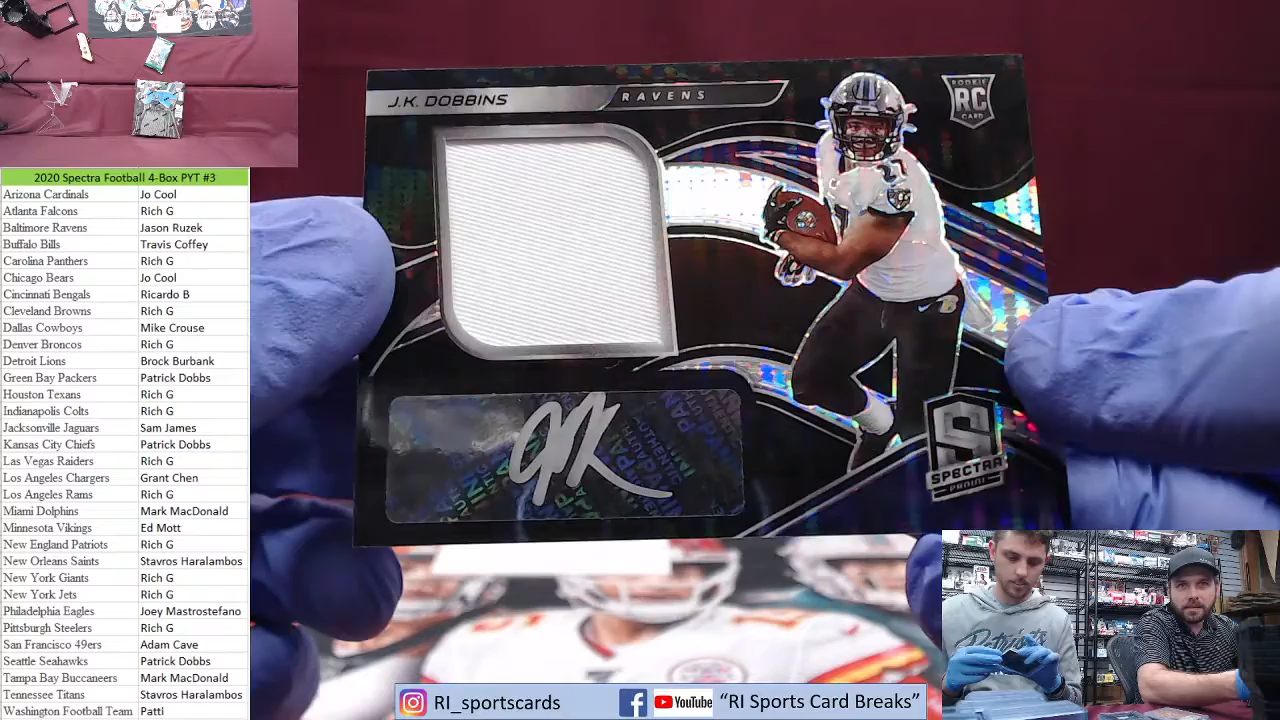 J.K. DOBBINS
RAVENS
ROOKIE
RC
CARD
JK
S
SPECTRA
PANINI
2020 Spectra Football 4-Box PYT #3
Arizona Cardinals Jo Cool
Atlanta Falcons Rich G
Baltimore Ravens Jason Ruzek
Buffalo Bills Travis Coffey
Carolina Panthers Rich G
Chicago Bears Jo Cool
Cincinnati Bengals Ricardo B
Cleveland Browns Rich G
Dallas Cowboys Mike Crouse
Denver Broncos Rich G
Detroit Lions Brock Burbank
Green Bay Packers Patrick Dobbs
Houston Texans Rich G
Indianapolis Colts Rich G
Jacksonville Jaguars Sam James
Kansas City Chiefs Patrick Dobbs
Las Vegas Raiders Rich G
Los Angeles Chargers Grant Chen
Los Angeles Rams Rich G
Miami Dolphins Mark MacDonald
Minnesota Vikings Ed Mott
New England Patriots Rich G
New Orleans Saints Stavros Haralambos
New York Giants Rich G
New York Jets Rich G
Philadelphia Eagles Joey Mastrostefano
Pittsburgh Steelers Rich G
San Francisco 49ers Adam Cave
Seattle Seahawks Patrick Dobbs
Tampa Bay Buccaneers Mark MacDonald
Tennessee Titans Stavros Haralambos
Washington Football Team Patti
RI_sportscards
YouTube "RI Sports Card Breaks"